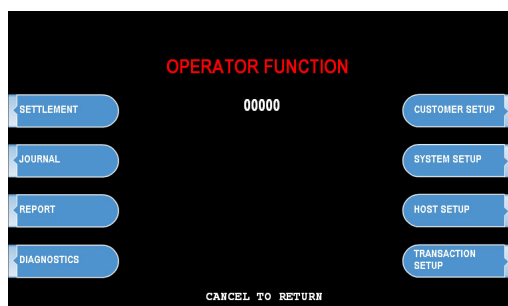 OPERATOR FUNCTION
00000
SETTLEMENT
CUSTOMER SETUP
JOURNAL
SYSTEM SETUP
REPORT
HOST SETUP
DIAGNOSTICS
TRANSACTION
SETUP
CANCEL TO RETURN